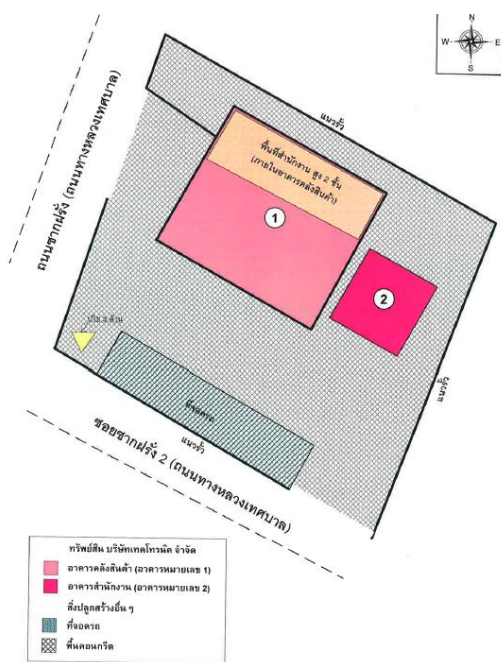 N
W E
S
แนวรั้ว
ถนนซากฝรั่ง (ถนนทางหลวงเทศบาล)
พื้นที่สำนักงาน สูง 2 ชั้น
(ภายในอาคารคลังสินค้า)
1
2
ป้าย 3 ด้าน
ที่จอดรถ
แนวรั้ว
แนวรั้ว
ซอยซากฝรั่ง 2 (ถนนทางหลวงเทศบาล)
ทรัพย์สิน บริษัทเทคโทรนิค จำจัด
อาคารคลังสินค้า (อาคารหมายเลข 1)
อาคารสำนักงาน (อาคารหมายเลข 2)
สิ่งปลูกสร้างอื่น ๆ
ที่จอดรถ
พื้นคอนกรีต